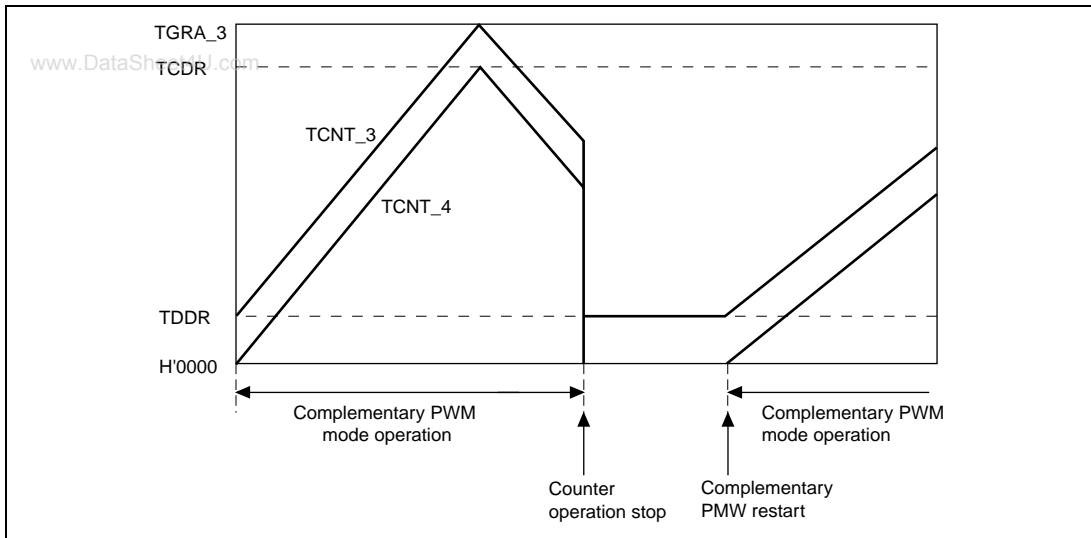 TGRA_3
www.DataSheet4U.com
TCDR
TCNT_3
TCNT_4
TDDR
H'0000
Complementary PWM
mode operation
Complementary PWM
mode operation
Counter
operation stop
Complementary
PMW restart